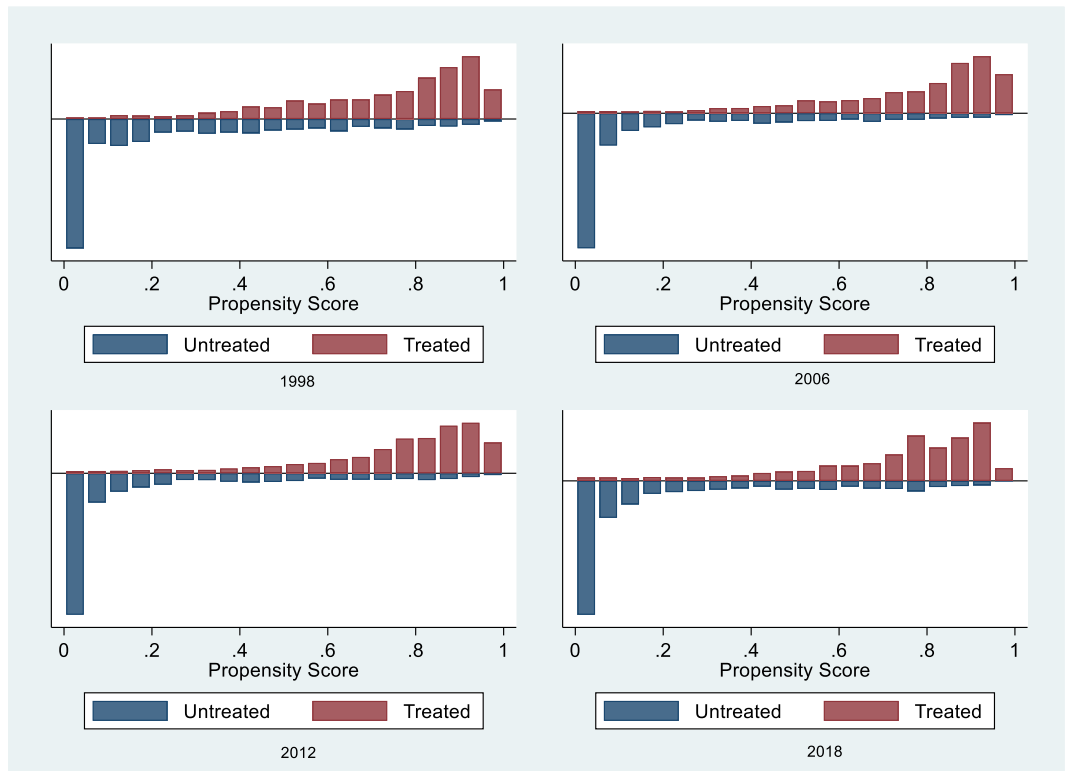 0 .2 .4 .6 .8 1
Propensity Score
Untreated Treated
1998
0 .2 .4 .6 .8 1
Propensity Score
Untreated Treated
2006
0 .2 .4 .6 .8 1
Propensity Score
Untreated Treated
2012
0 .2 .4 .6 .8 1
Propensity Score
Untreated Treated
2018